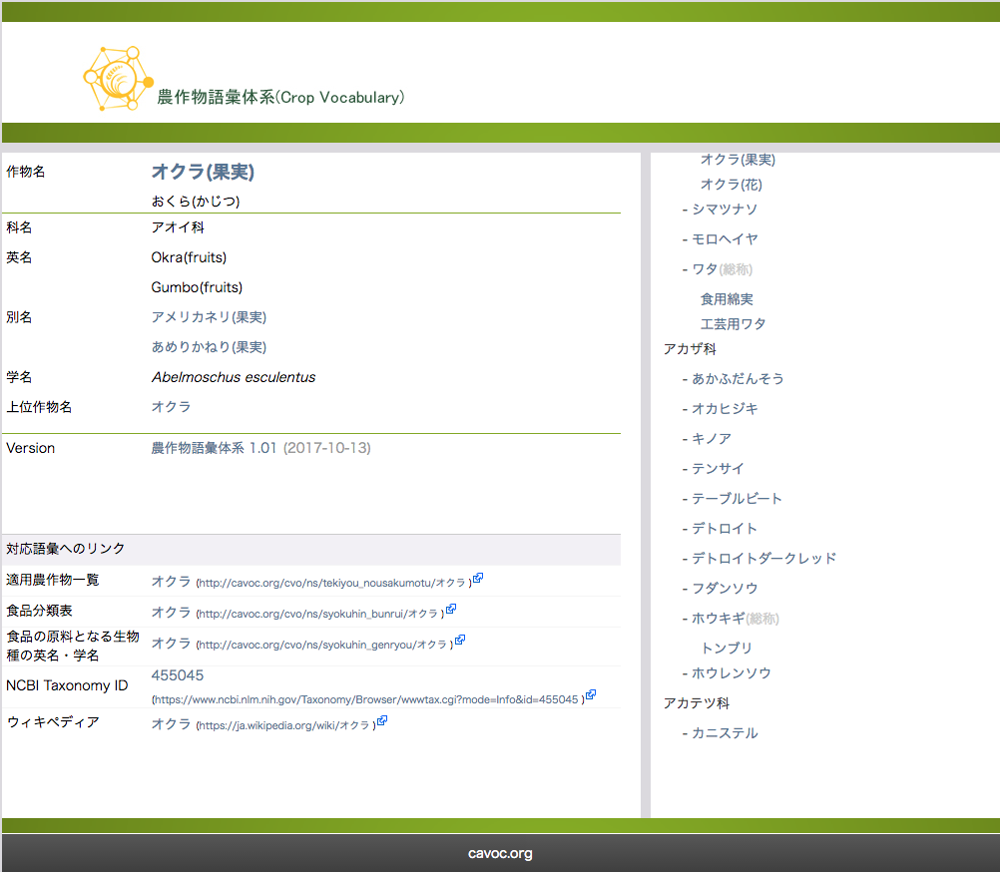 農作物語彙体系(Crop Vocabulary)
作物名 オクラ(果実)
おくら(かじつ)
科名 アオイ科
英名 Okra(fruits)
Gumbo(fruits)
別名 アメリカネリ(果実)
あめりかねり(果実)
学名 Abelmoschus esculentus
上位作物名 オクラ
Version 農作物語彙体系 1.01 (2017-10-13)
対応語彙へのリンク
適用農作物一覧 オクラ (http://cavoc.org/cvo/ns/tekiyou_nousakumotu/オクラ )
食品分類表 オクラ (http://cavoc.org/cvo/ns/syokuhin_bunrui/オクラ )
食品の原料となる生物
種の英名・学名 オクラ (http://cavoc.org/cvo/ns/syokuhin_genryou/オクラ )
NCBI Taxonomy ID 455045
(https://www.ncbi.nlm.nih.gov/Taxonomy/Browser/wwwtax.cgi?mode=Info&id=455045 )
ウィキペディア オクラ (https://ja.wikipedia.org/wiki/オクラ )
オクラ(果実)
オクラ(花)
- シマツナソ
- モロヘイヤ
- ワタ(総称)
食用綿実
工芸用ワタ
アカザ科
- あかふだんそう
- オカヒジキ
- キノア
- テンサイ
- テーブルビート
- デトロイト
- デトロイトダークレッド
- フダンソウ
- ホウキギ(総称)
トンブリ
- ホウレンソウ
アカテツ科
- カニステル
cavoc.org